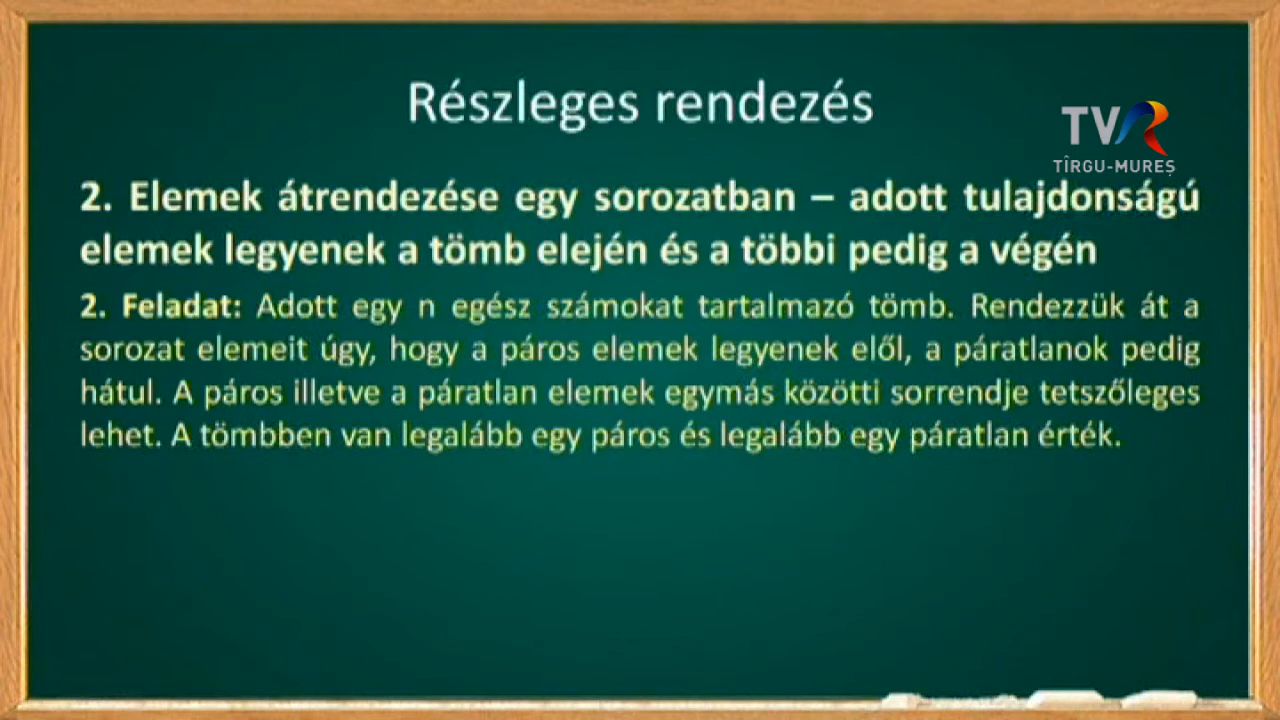 Részleges rendezés
TVR
TÎRGU-MUREȘ
2. Elemek átrendezése egy sorozatban – adott tulajdonságú
elemek legyenek a tömb elején és a többi pedig a végén
2. Feladat: Adott egy n egész számokat tartalmazó tömb. Rendezzük át a
sorozat elemeit úgy, hogy a páros elemek legyenek elől, a páratlanok pedig
hátul. A páros illetve a páratlan elemek egymás közötti sorrendje tetszőleges
lehet. A tömbben van legalább egy páros és legalább egy páratlan érték.